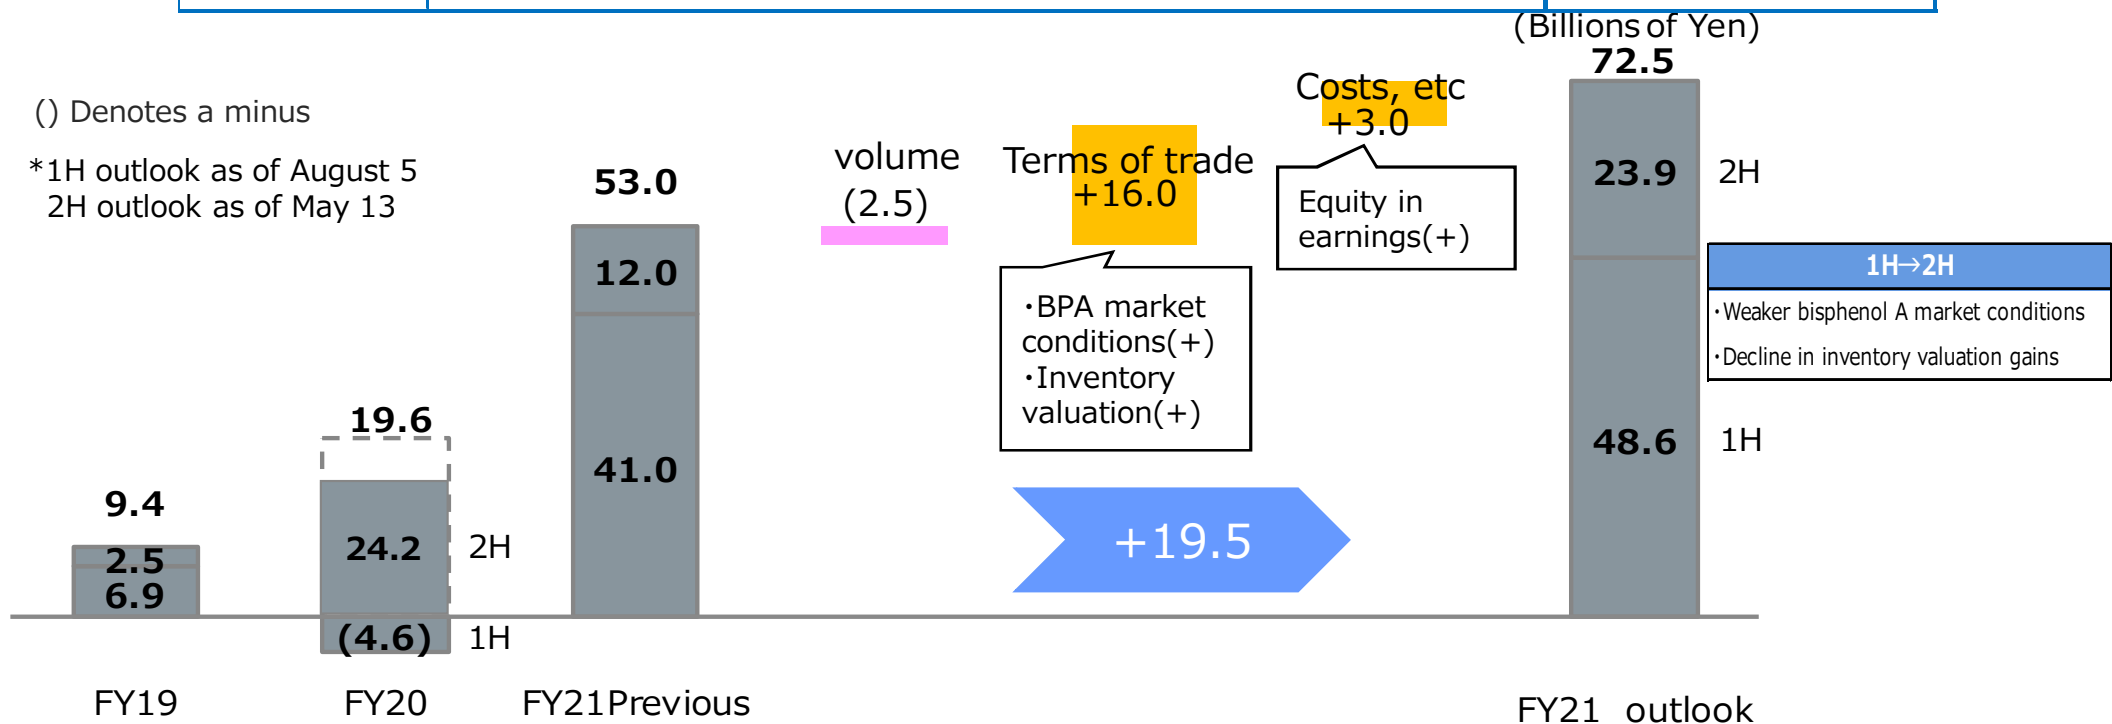 (Billions of Yen)
72.5
() Denotes a minus
*1H outlook as of August 5
2H outlook as of May 13
53.0
12.0
41.0
volume
(2.5)
Terms of trade
+16.0
・BPA market
conditions(+)
・Inventory
valuation(+)
Costs, etc
+3.0
Equity in
earnings(+)
23.9
2H
48.6
1H
1H→2H
・Weaker bisphenol A market conditions
・Decline in inventory valuation gains
19.6
24.2
2H
(4.6)
1H
9.4
2.5
6.9
+19.5
FY19
FY20
FY21Previous
FY21 outlook